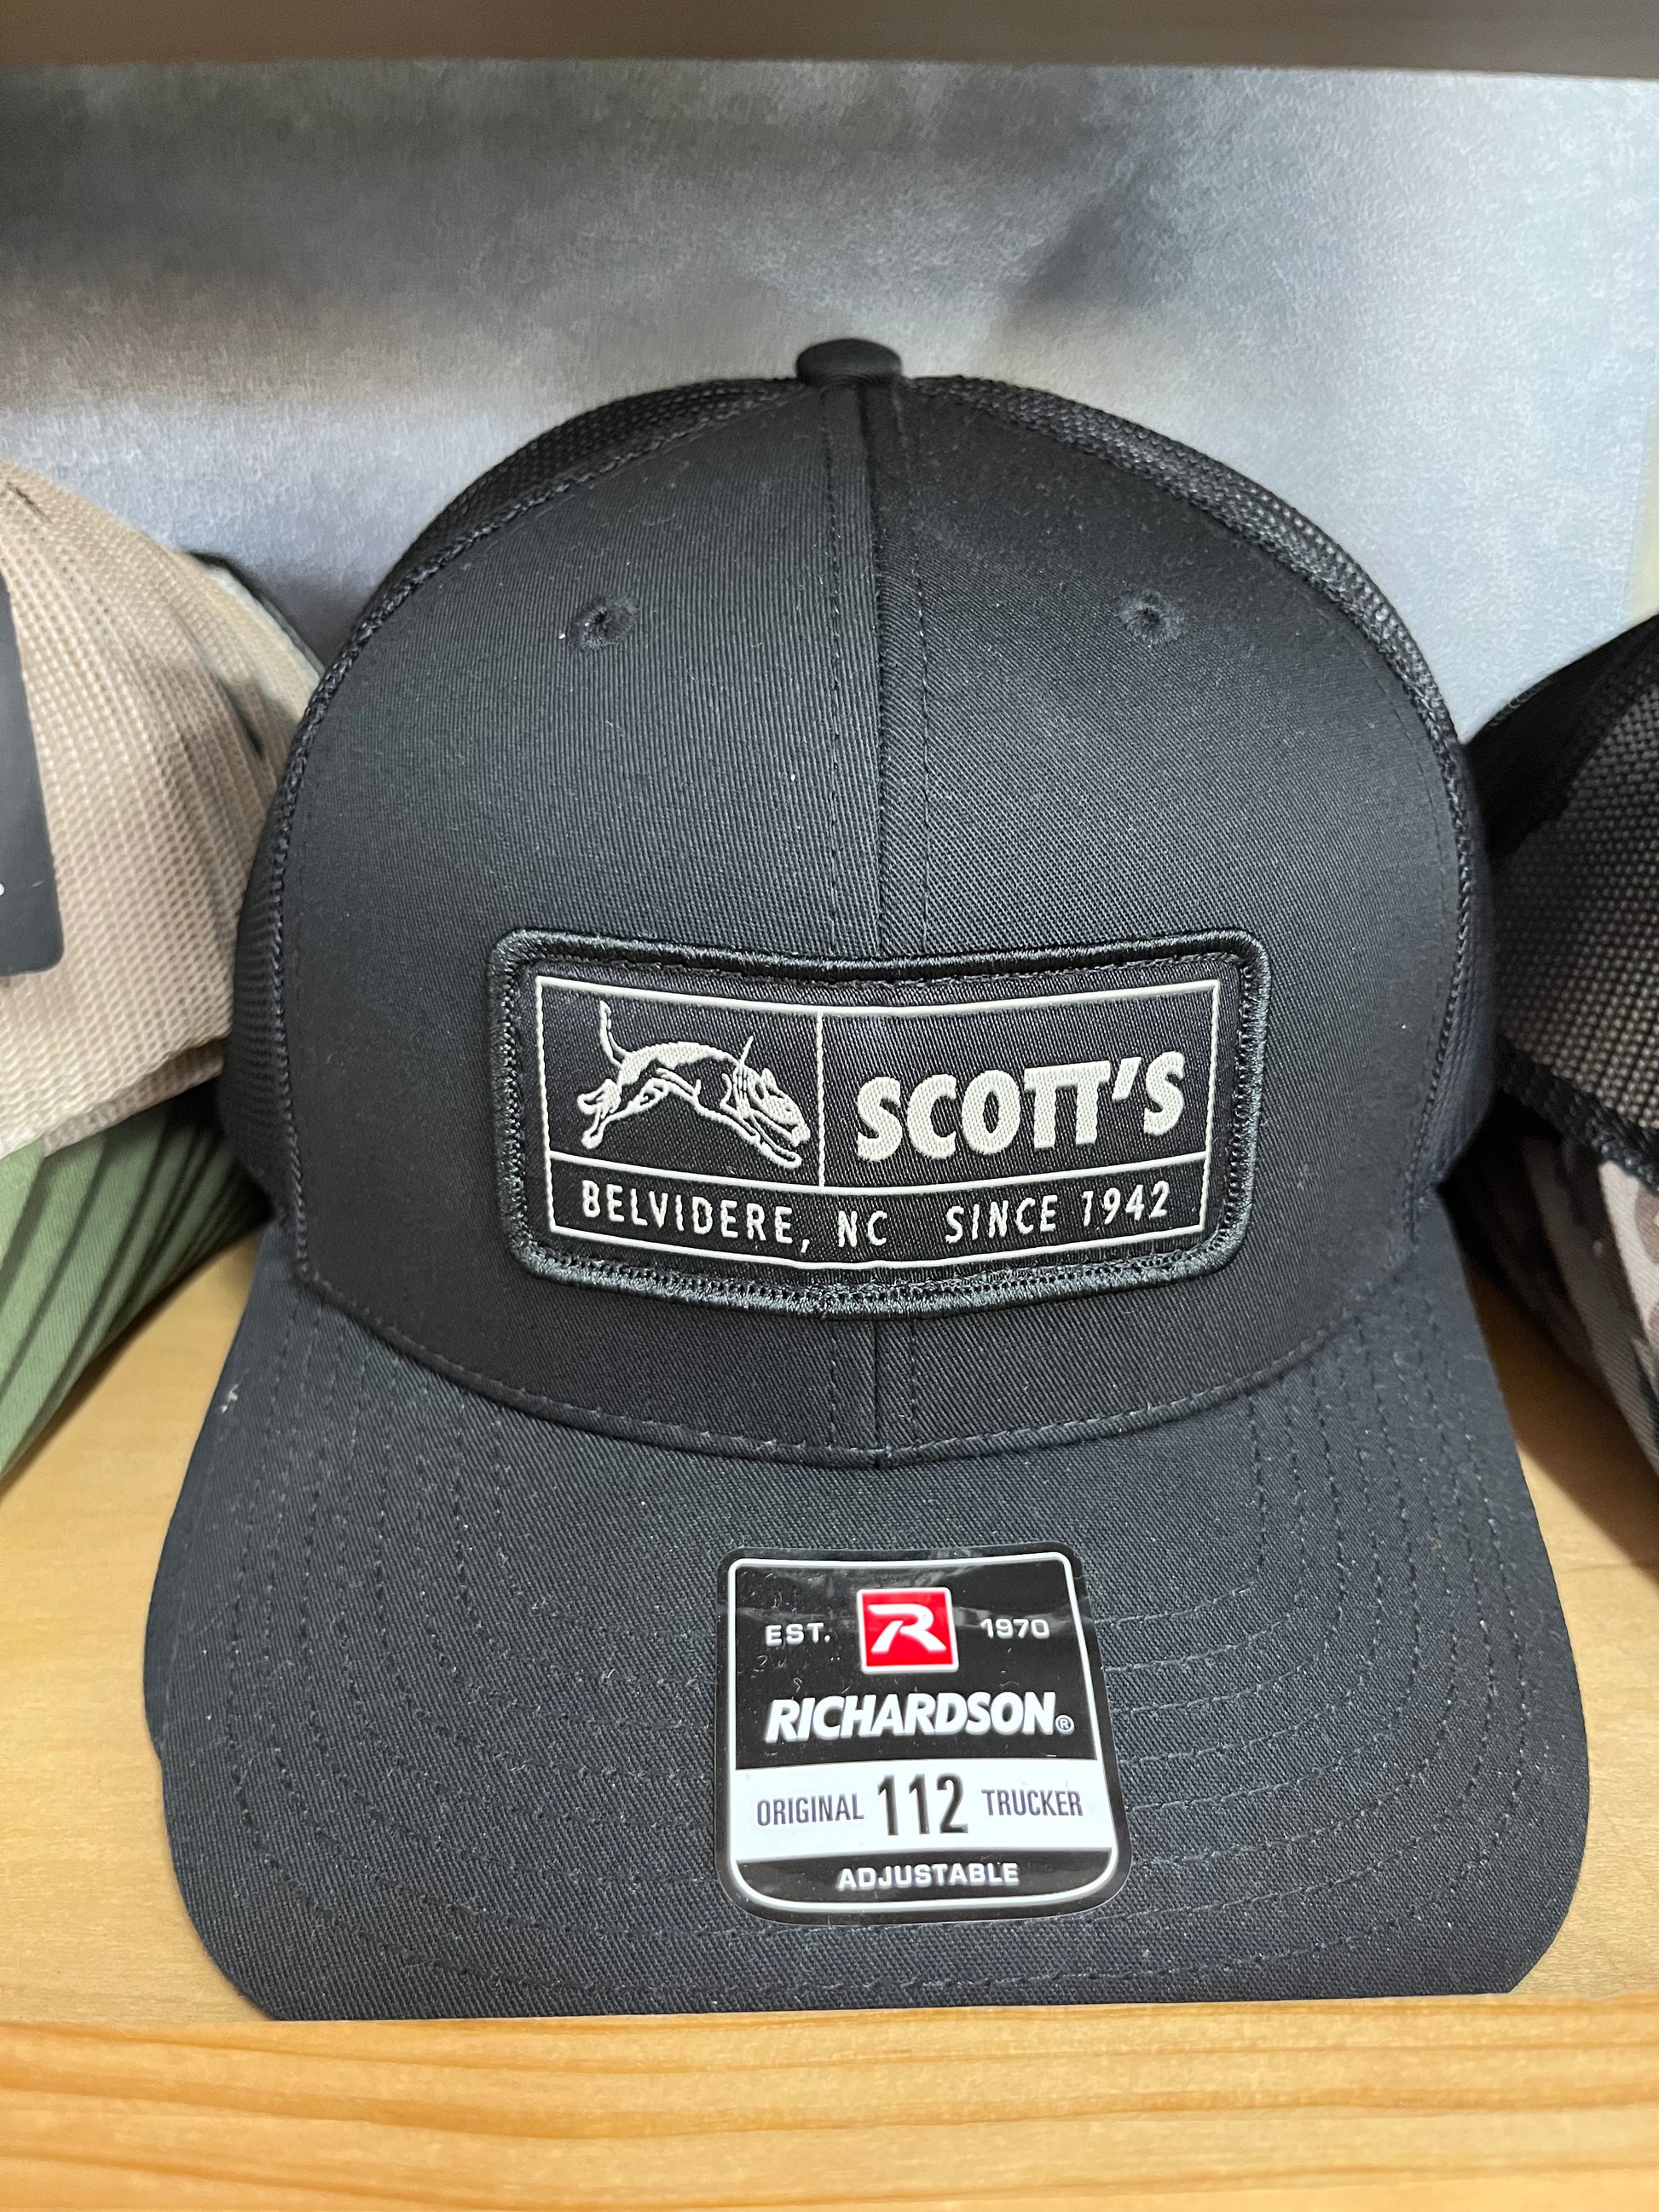 SCOTT'S
BELVIDERE, NC SINCE 1942
EST. R 1970
RICHARDSON®
ORIGINAL 112 TRUCKER
ADJUSTABLE